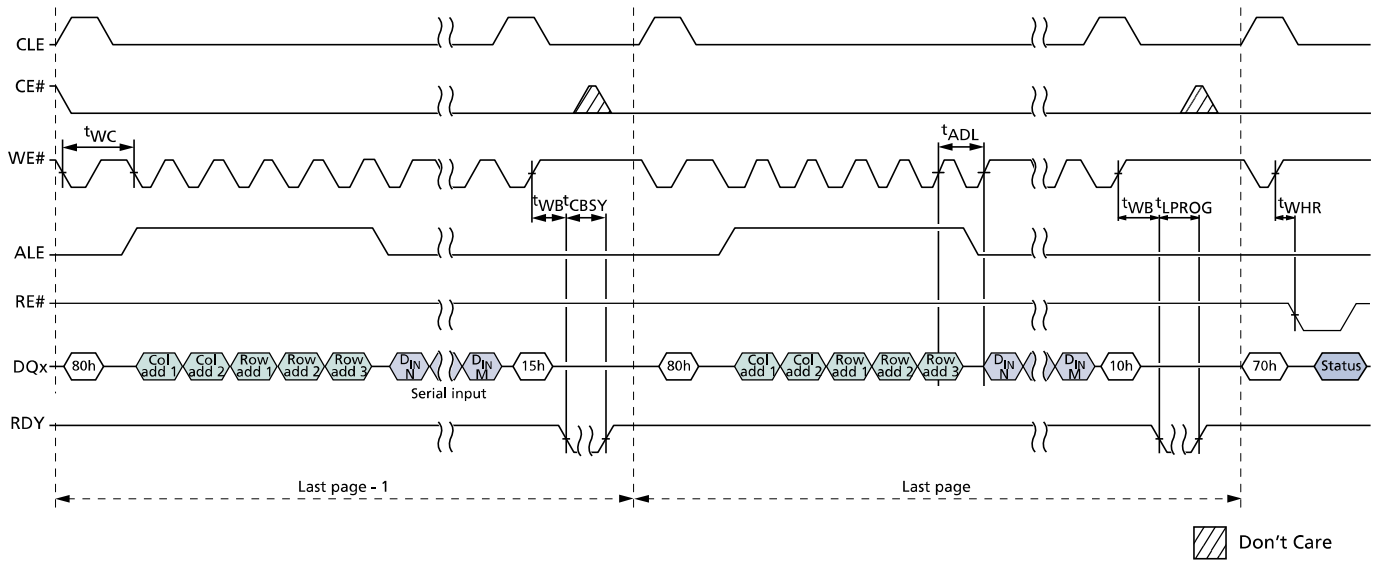 CLE
CE#
tWC
tADL
WE#
tWB tCBSY
tWB tLPROG
tWHR
ALE
RE#
DQx
80h
Col add 1
Col add 2
Row add 1
Row add 2
Row add 3
DIN N
DIN M
15h
80h
Col add 1
Col add 2
Row add 1
Row add 2
Row add 3
DIN N
DIN M
10h
70h
Status
Serial input
RDY
Last page - 1
Last page
Don't Care